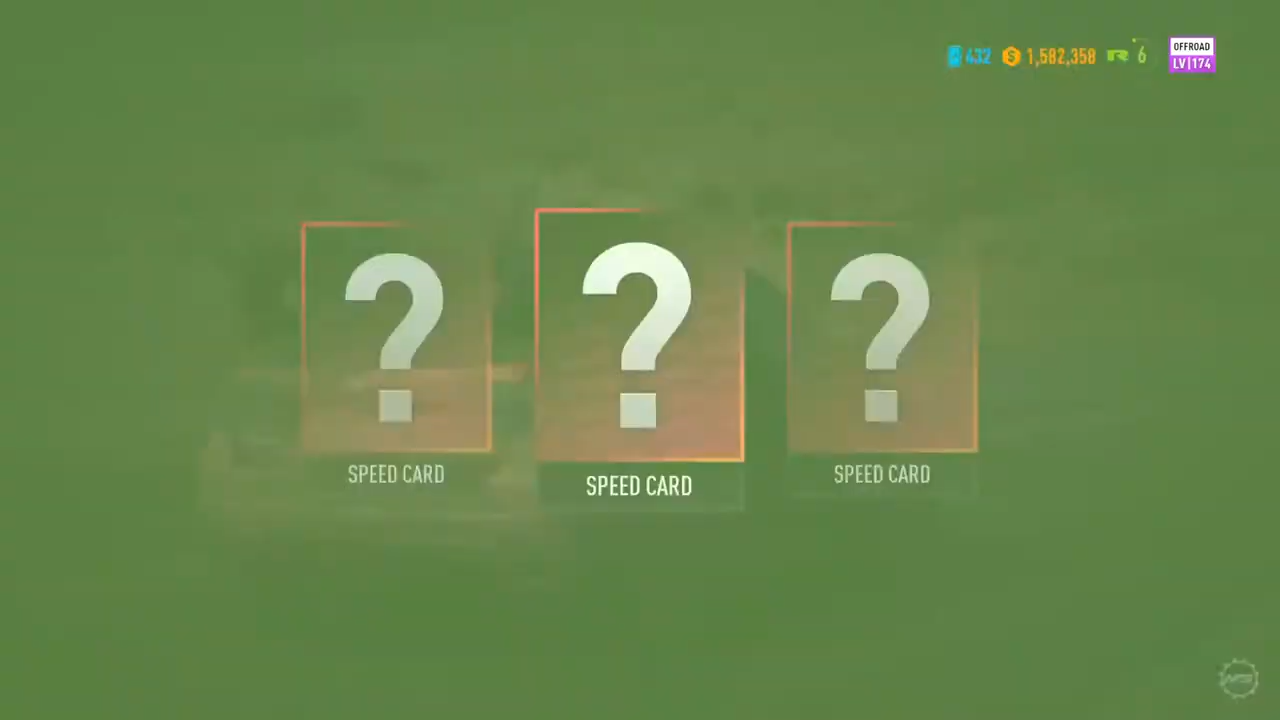 432 1,582,358 6
OFFROAD
LV|174
?
?
?
SPEED CARD
SPEED CARD
SPEED CARD